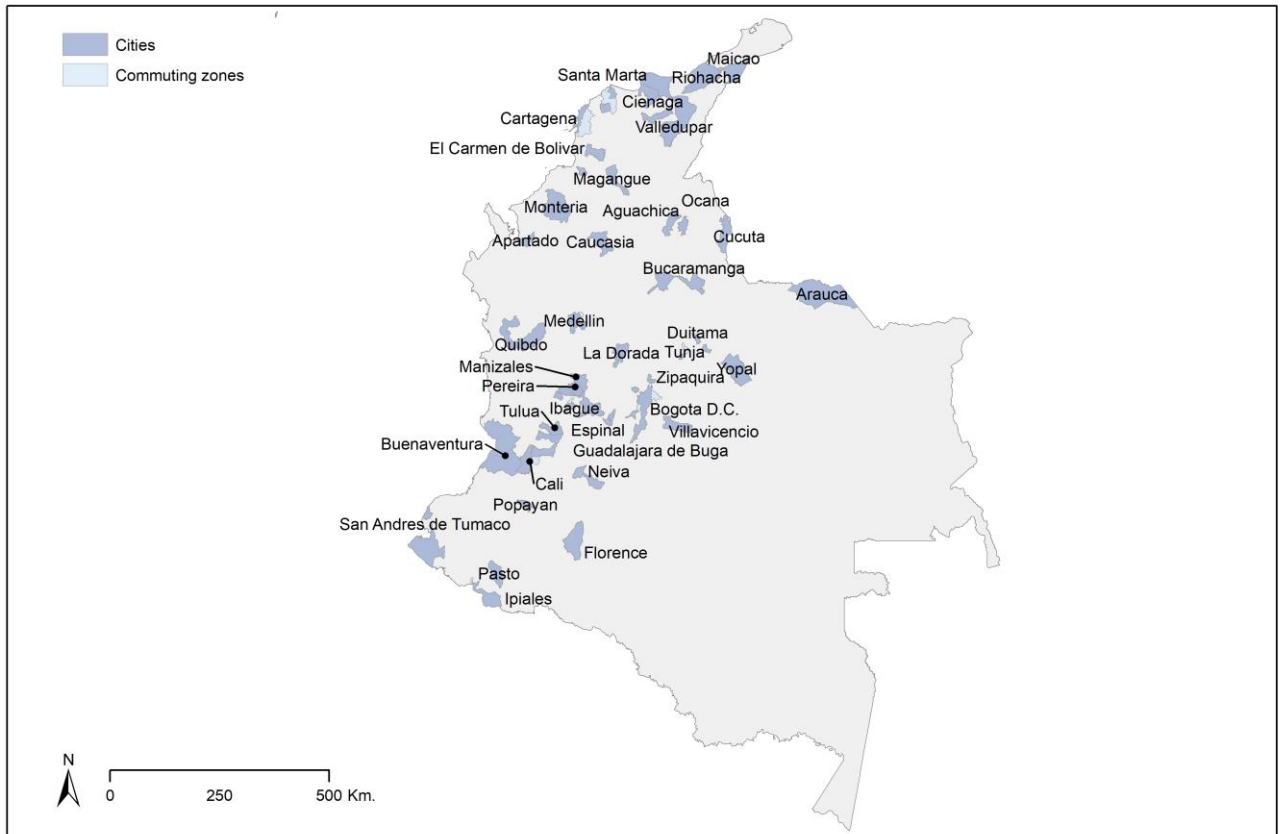 Cities
Commuting zones
Maicao
Santa Marta
Riohacha
Cienaga
Cartagena
Valledupar
El Carmen de Bolivar
Magangue
Ocana
Monteria
Aguachica
Cucuta
Apartado
Caucasia
Bucaramanga
Arauca
Medellin
Duitama
Quibdo
La Dorada
Tunja
Manizales
Yopal
Zipaquira
Pereira
Ibague
Bogota D.C.
Tulua
Espinal
Villavicencio
Buenaventura
Guadalajara de Buga
Neiva
Cali
Popayan
San Andres de Tumaco
Florence
Pasto
Ipiales
N
0 250 500 Km.